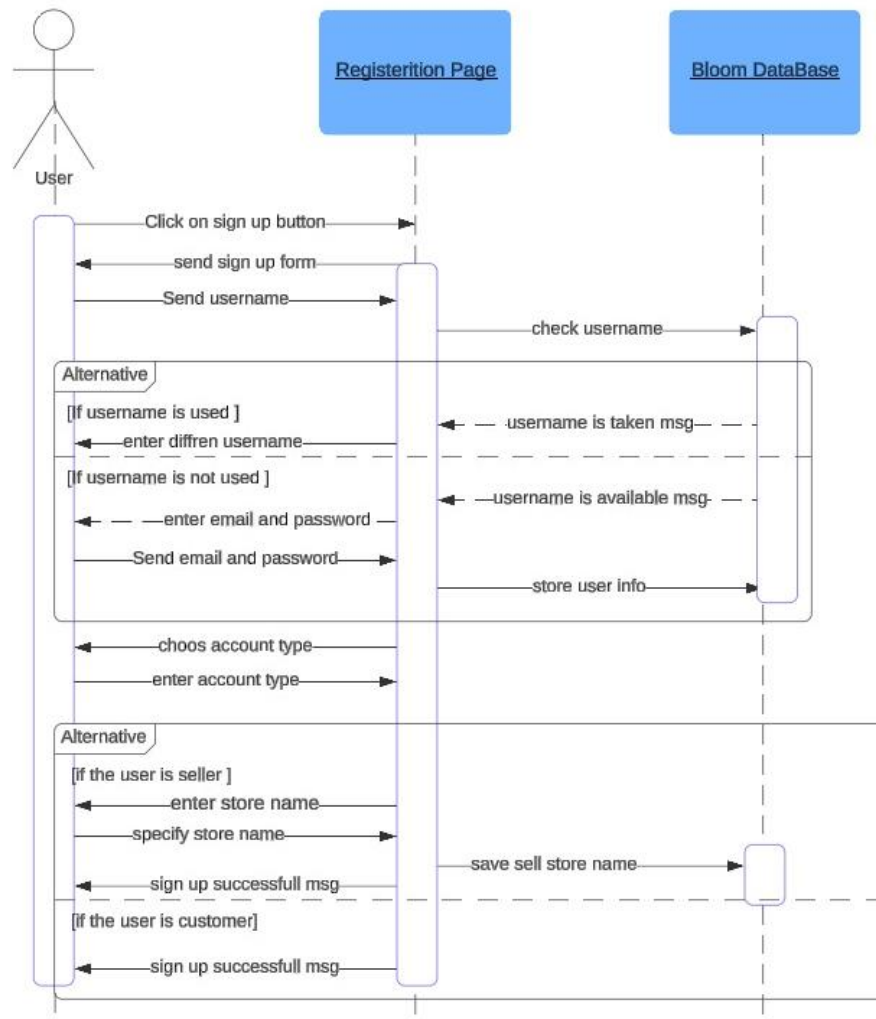 Registerition Page
Bloom DataBase
User
Click on sign up button
send sign up form
Send username
check username
Alternative
[If username is used ]
username is taken msg
enter diffren username
[If username is not used ]
username is available msg
enter email and password
Send email and password
store user info
choos account type
enter account type
Alternative
[if the user is seller ]
enter store name
specify store name
save sell store name
sign up successfull msg
[if the user is customer]
sign up successfull msg